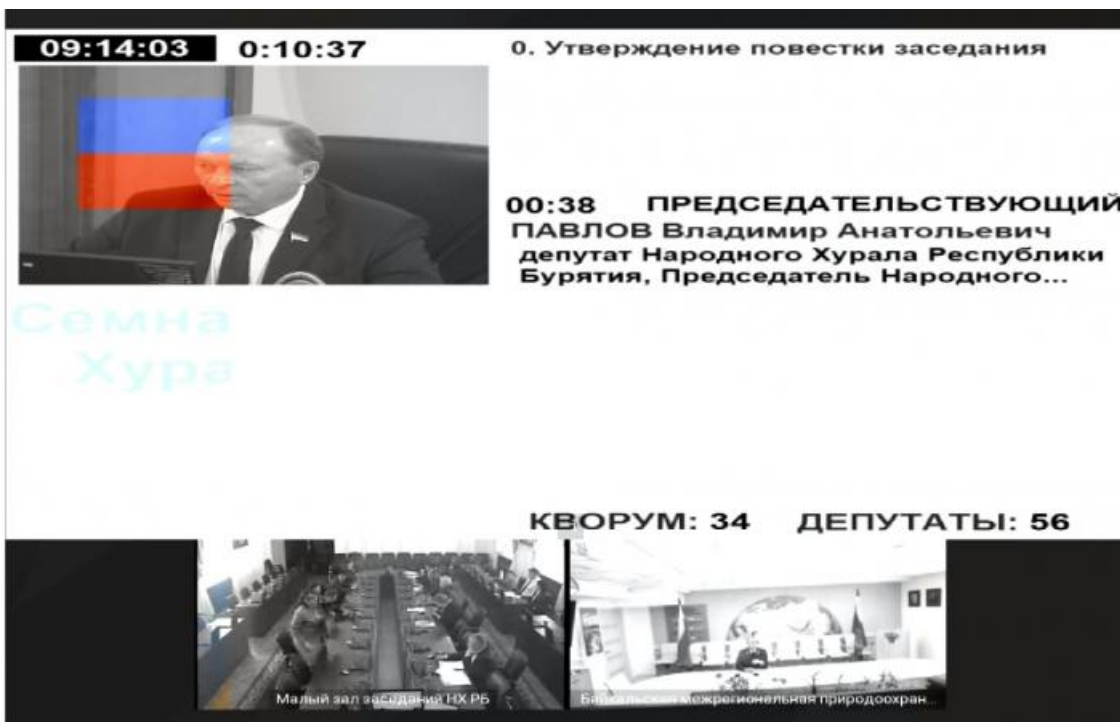 09:14:03 0:10:37
0. Утверждение повестки заседания
00:38 ПРЕДСЕДАТЕЛЬСТВУЮЩИЙ
ПАВЛОВ Владимир Анатольевич
депутат Народного Хурала Республики
Бурятия, Председатель Народного...
Семна
Хура
КВОРУМ: 34 ДЕПУТАТЫ: 56
Малый зал заседаний НХ РБ
Байкальская межрегиональная природоохран...